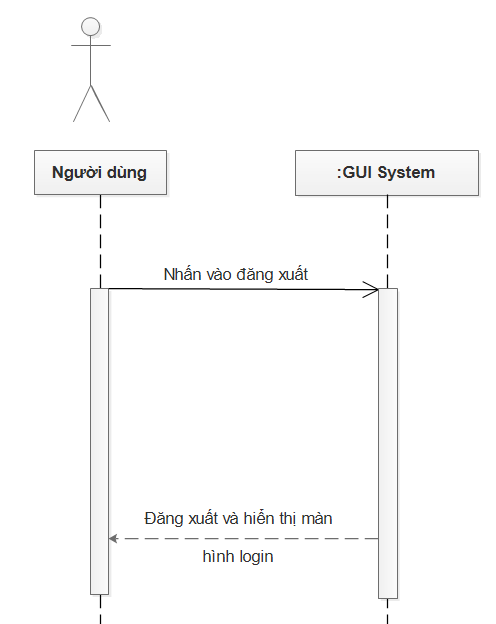 Người dùng
:GUI System
Nhấn vào đăng xuất
Đăng xuất và hiển thị màn
hình login